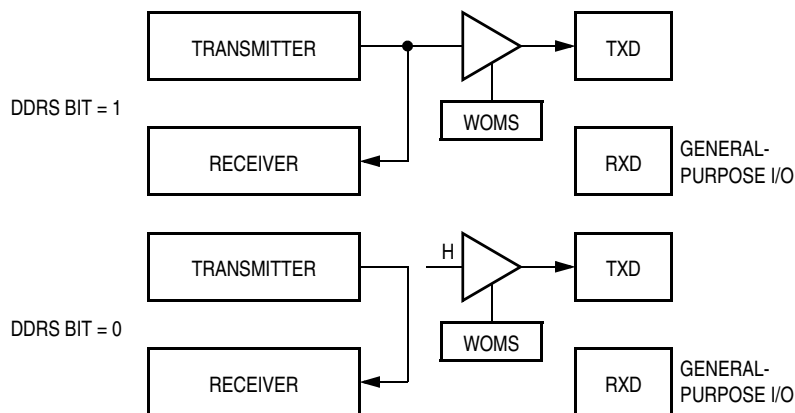 TRANSMITTER
TXD
DDRS BIT = 1
WOMS
RECEIVER
RXD
GENERAL-
PURPOSE I/O
TRANSMITTER
H
TXD
DDRS BIT = 0
WOMS
RECEIVER
RXD
GENERAL-
PURPOSE I/O